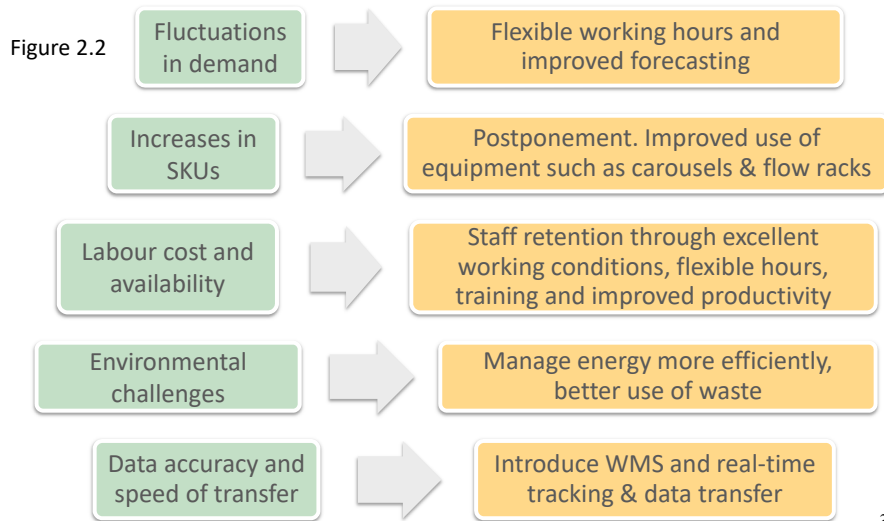 Figure 2.2
Fluctuations
in demand
Flexible working hours and
improved forecasting
Increases in
SKUs
Postponement. Improved use of
equipment such as carousels & flow racks
Labour cost and
availability
Staff retention through excellent
working conditions, flexible hours,
training and improved productivity
Environmental
challenges
Manage energy more efficiently,
better use of waste
Data accuracy and
speed of transfer
Introduce WMS and real-time
tracking & data transfer